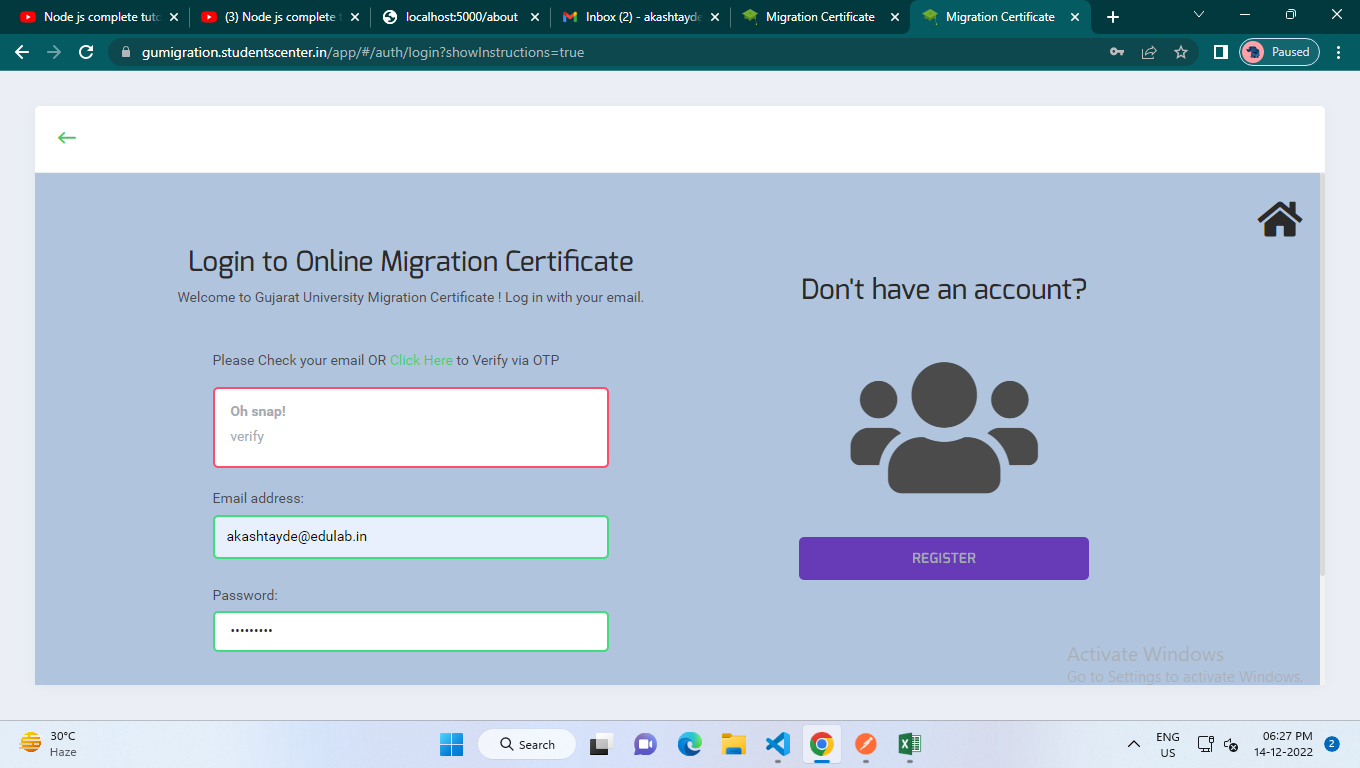 Node js complete tuto
(3) Node js complete t
localhost:5000/about
Inbox (2) - akashtayde
Migration Certificate
Migration Certificate
gumigration.studentscenter.in/app/#/auth/login?showInstructions=true
Paused
Login to Online Migration Certificate
Welcome to Gujarat University Migration Certificate ! Log in with your email.
Please Check your email OR Click Here to Verify via OTP
Oh snap!
verify
Email address:
akashtayde@edulab.in
Password:
•••••••••
Don't have an account?
REGISTER
Activate Windows
Go to Settings to activate Windows.
30°C
Haze
Search
ENG
US
06:27 PM
14-12-2022
2